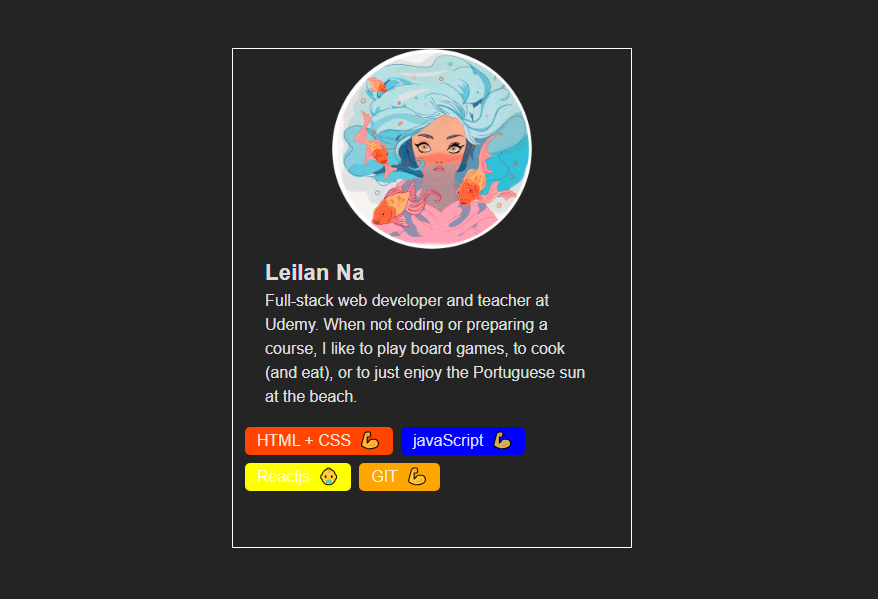 Leilan Na
Full-stack web developer and teacher at
Udemy. When not coding or preparing a
course, I like to play board games, to cook
(and eat), or to just enjoy the Portuguese sun
at the beach.
HTML + CSS 💪 javaScript 💪
Reactjs 👶 GIT 💪